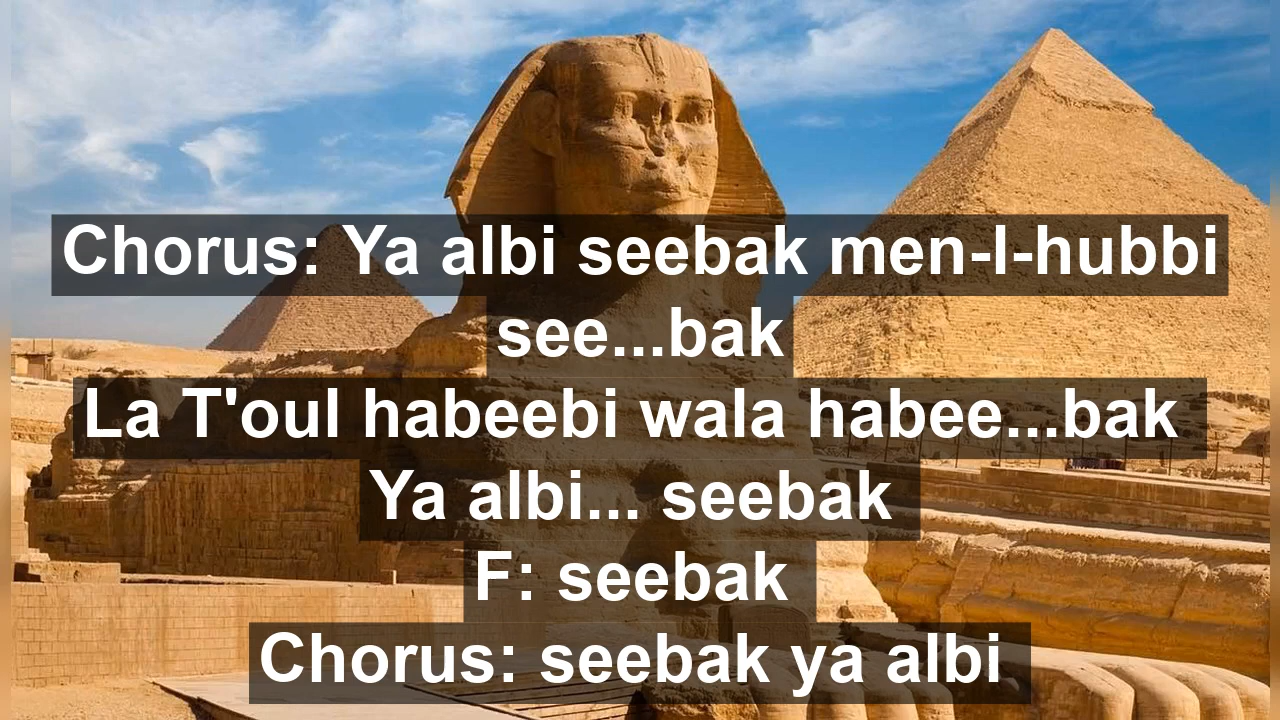 Chorus: Ya albi seebak men-l-hubbi
see...bak
La T'oul habeebi wala habee...bak
Ya albi... seebak
F: seebak
Chorus: seebak ya albi